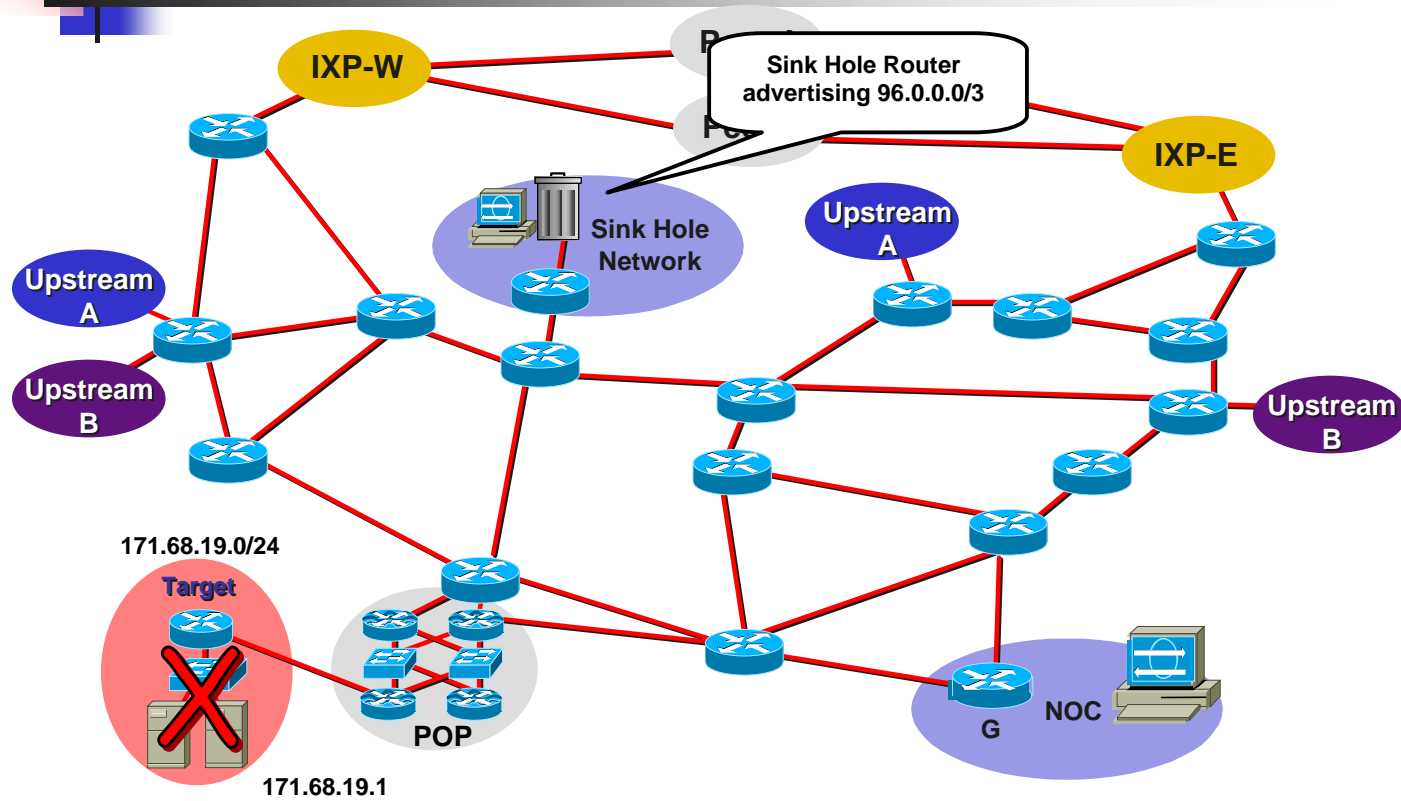 IXP-W
Sink Hole Router
advertising 96.0.0.0/3
IXP-E
Upstream
A
Sink Hole
Network
Upstream
A
Upstream
B
Upstream
B
171.68.19.0/24
Target
POP
G
NOC
171.68.19.1